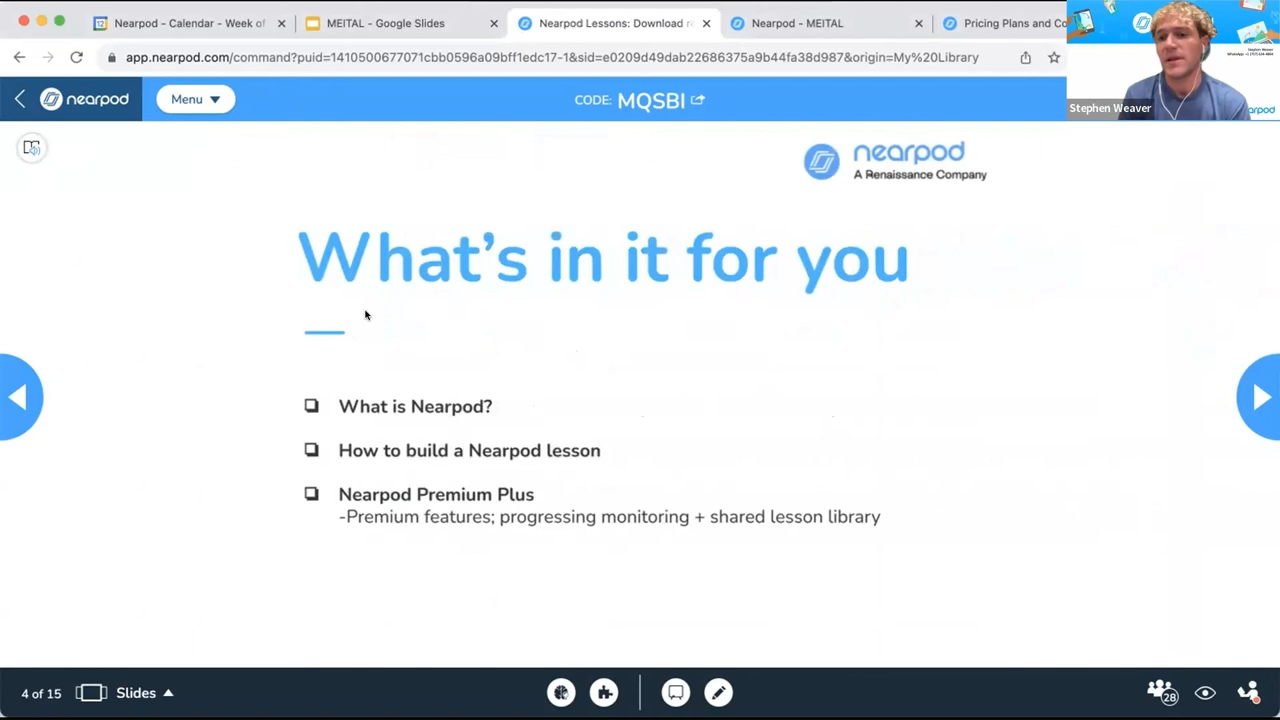 Nearpod - Calendar - Week of
MEITAL - Google Slides
Nearpod Lessons: Download r
Nearpod - MEITAL
Pricing Plans and Co
app.nearpod.com/command?puid=1410500677071cbb0596a09bff1edc17-2&sid=e0209d49dab22686375a9b44fa38d5d7&origin=My%20Library
Stephen Weaver
nearpod
Menu
CODE: MQSBI
nearpod
A Renaissance Company
What's in it for you
What is Nearpod?
How to build a Nearpod lesson
Nearpod Premium Plus
-Premium features; progressing monitoring + shared lesson library
4 of 15
Slides
28